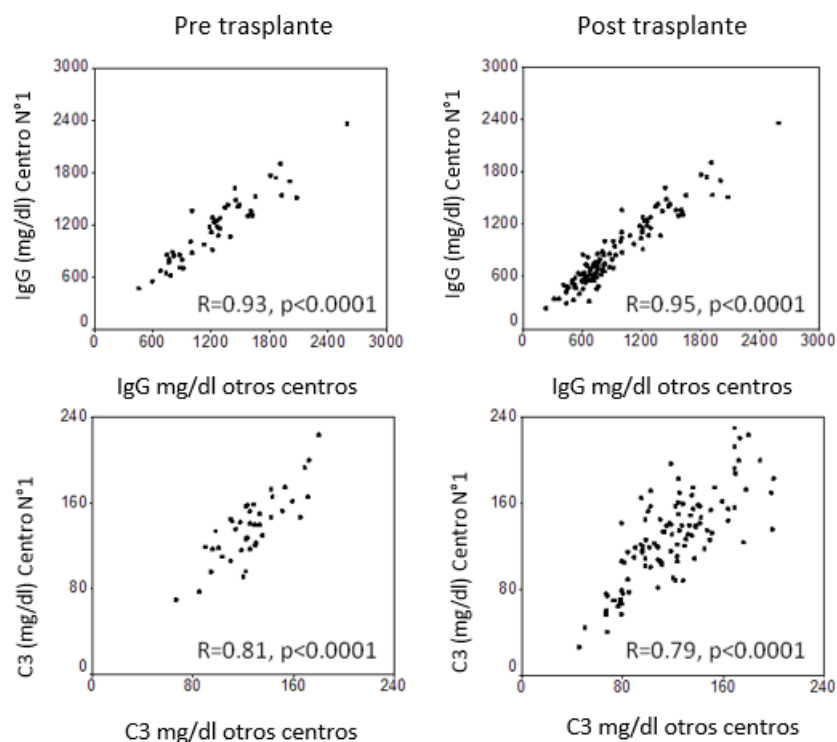 Pre trasplante
Post trasplante
IgG (mg/dl) Centro N°1
3000
2400
1800
1200
600
0
R=0.93, p<0.0001
0 600 1200 1800 2400 3000
IgG mg/dl otros centros
IgG (mg/dl) Centro N°1
3000
2400
1800
1200
600
0
R=0.95, p<0.0001
0 600 1200 1800 2400 3000
IgG mg/dl otros centros
C3 (mg/dl) Centro N°1
240
160
80
0
R=0.81, p<0.0001
0 80 160 240
C3 mg/dl otros centros
C3 (mg/dl) Centro N°1
240
160
80
0
R=0.79, p<0.0001
0 80 160 240
C3 mg/dl otros centros